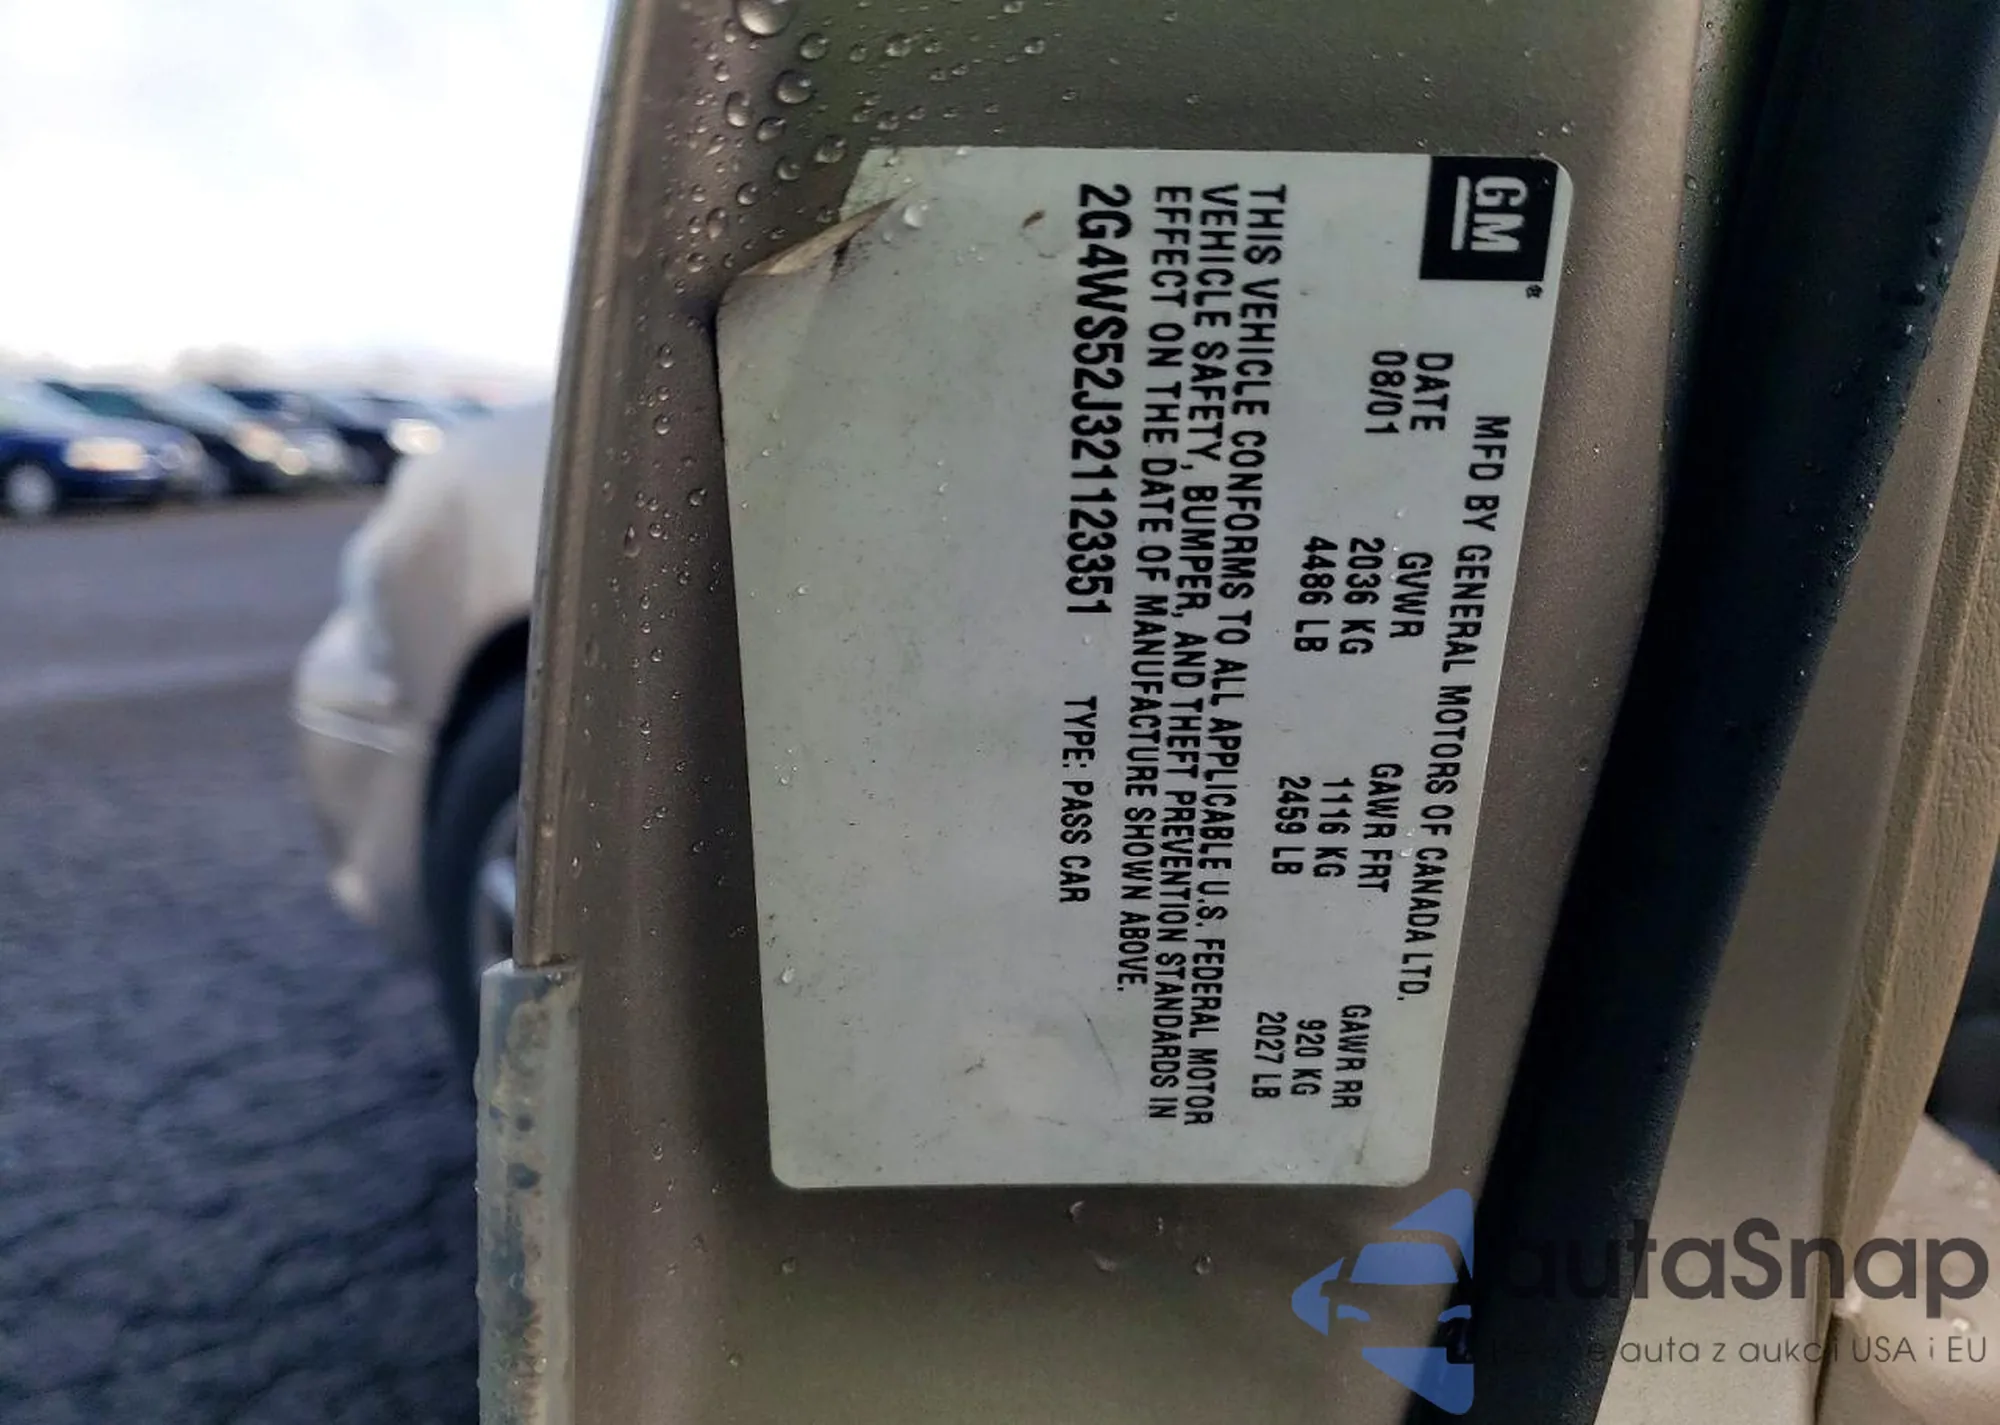 GM®
MFD BY GENERAL MOTORS OF CANADA LTD.
DATE GVWR GAWR FRT GAWR RR
08/01 2036 KG 1116 KG 920 KG
4486 LB 2459 LB 2027 LB
THIS VEHICLE CONFORMS TO ALL APPLICABLE U.S. FEDERAL MOTOR
VEHICLE SAFETY, BUMPER, AND THEFT PREVENTION STANDARDS IN
EFFECT ON THE DATE OF MANUFACTURE SHOWN ABOVE.
2G4WS52J321123351 TYPE: PASS CAR
autaSnap
auta z aukcji USA i EU